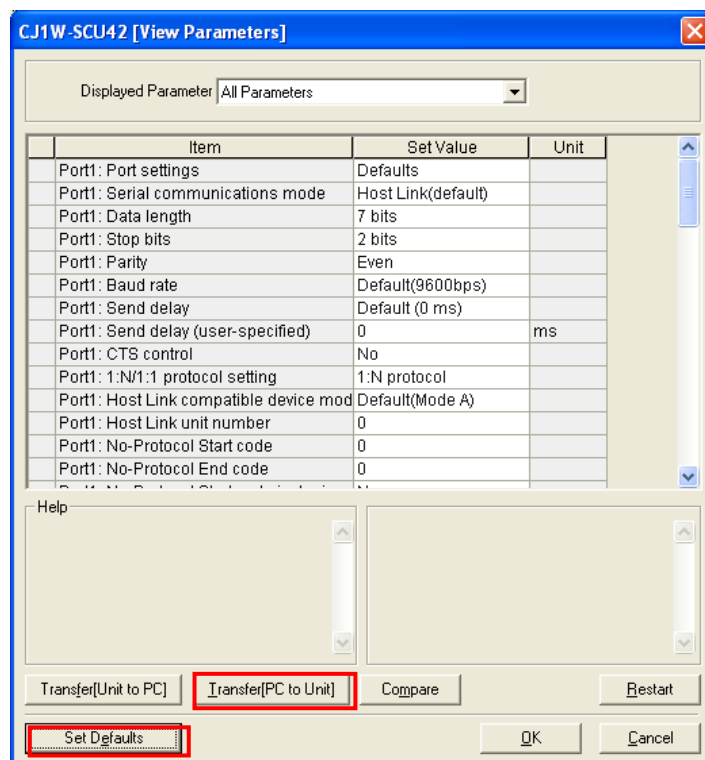 CJ1W-SCU42 [View Parameters]
Displayed Parameter All Parameters
Item Set Value Unit
Port1: Port settings Defaults
Port1: Serial communications mode Host Link(default)
Port1: Data length 7 bits
Port1: Stop bits 2 bits
Port1: Parity Even
Port1: Baud rate Default(9600bps)
Port1: Send delay Default (0 ms)
Port1: Send delay (user-specified) 0 ms
Port1: CTS control No
Port1: 1:N/1:1 protocol setting 1:N protocol
Port1: Host Link compatible device mod Default(Mode A)
Port1: Host Link unit number 0
Port1: No-Protocol Start code 0
Port1: No-Protocol End code 0
Help
Transfer[Unit to PC] Transfer[PC to Unit] Compare Restart
Set Defaults OK Cancel